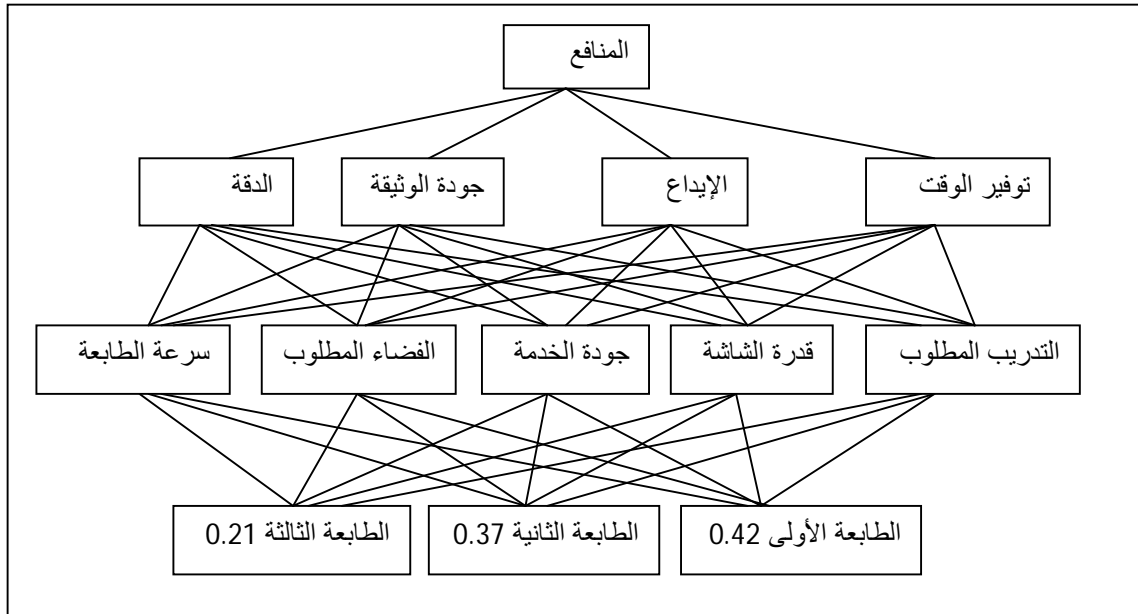 المنافع
توفير الوقت
الإيداع
جودة الوثيقة
الدقة
التدريب المطلوب
قدرة الشاشة
جودة الخدمة
الفضاء المطلوب
سرعة الطابعة
الطابعة الأولى 0.42
الطابعة الثانية 0.37
الطابعة الثالثة 0.21